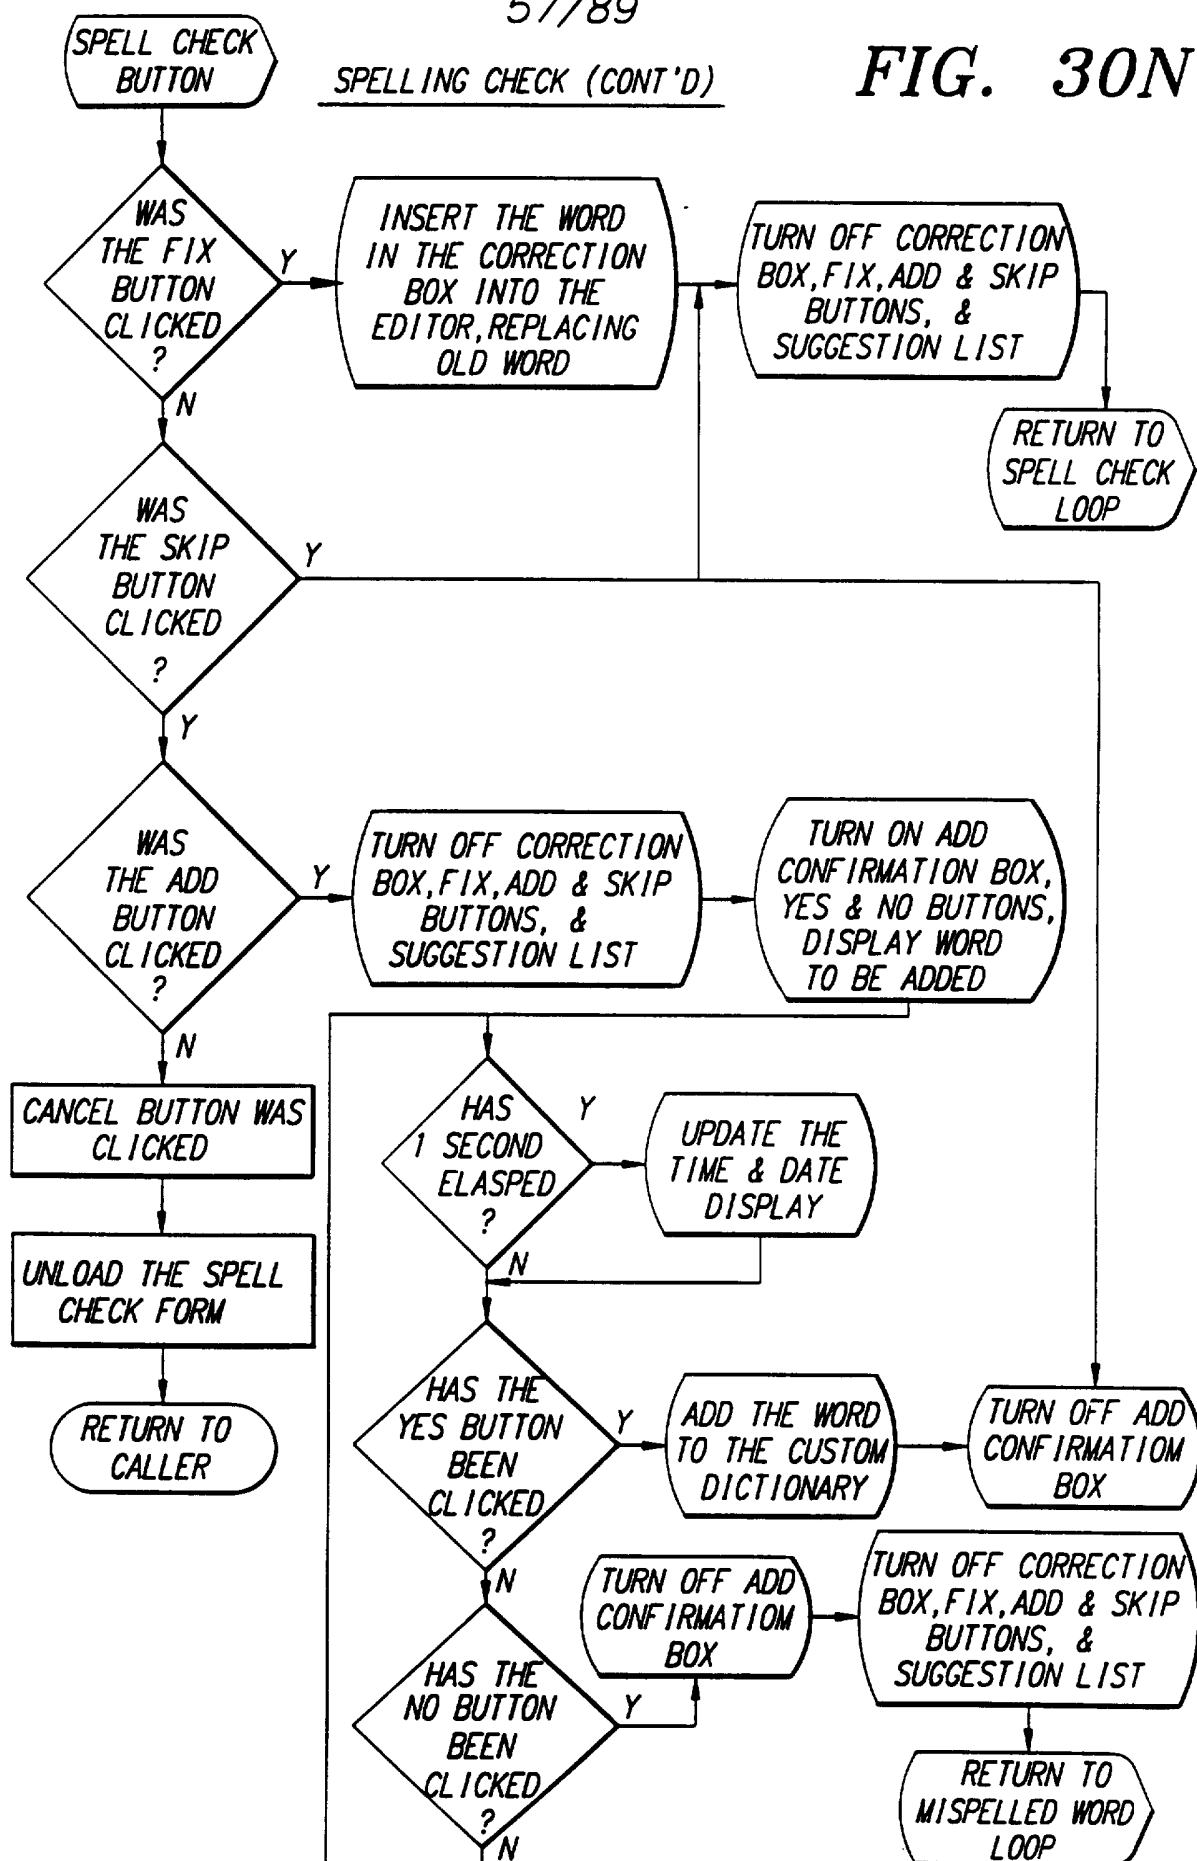 57/89
SPELL CHECK
BUTTON
SPELLING CHECK (CONT'D)
FIG. 30N
WAS
THE FIX
BUTTON
CLICKED
?
Y
N
INSERT THE WORD
IN THE CORRECTION
BOX INTO THE
EDITOR, REPLACING
OLD WORD
TURN OFF CORRECTION
BOX, FIX, ADD & SKIP
BUTTONS, &
SUGGESTION LIST
RETURN TO
SPELL CHECK
LOOP
WAS
THE SKIP
BUTTON
CLICKED
?
Y
Y
WAS
THE ADD
BUTTON
CLICKED
?
Y
N
TURN OFF CORRECTION
BOX, FIX, ADD & SKIP
BUTTONS, &
SUGGESTION LIST
TURN ON ADD
CONFIRMATION BOX,
YES & NO BUTTONS,
DISPLAY WORD
TO BE ADDED
CANCEL BUTTON WAS
CLICKED
UNLOAD THE SPELL
CHECK FORM
RETURN TO
CALLER
HAS
1 SECOND
ELASPED
?
Y
N
UPDATE THE
TIME & DATE
DISPLAY
HAS THE
YES BUTTON
BEEN
CLICKED
?
Y
N
ADD THE WORD
TO THE CUSTOM
DICTIONARY
TURN OFF ADD
CONFIRMATIOM
BOX
HAS THE
NO BUTTON
BEEN
CLICKED
?
Y
N
TURN OFF ADD
CONFIRMATIOM
BOX
TURN OFF CORRECTION
BOX, FIX, ADD & SKIP
BUTTONS, &
SUGGESTION LIST
RETURN TO
MISPELLED WORD
LOOP